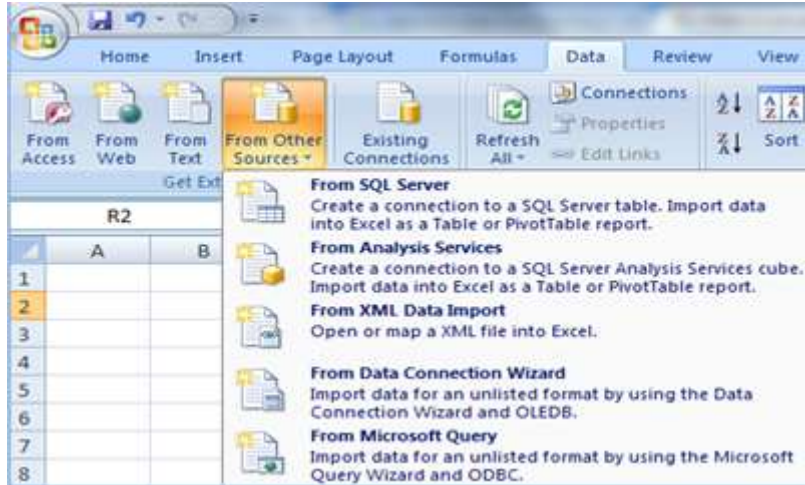 Home Insert Page Layout Formulas Data Review View
From Access
From Web
From Text
From Other Sources
Existing Connections
Refresh All
Connections
Properties
Edit Links
Sort
Get Ext
R2
A B
1
2
3
4
5
6
7
8
From SQL Server
Create a connection to a SQL Server table. Import data
into Excel as a Table or PivotTable report.
From Analysis Services
Create a connection to a SQL Server Analysis Services cube.
Import data into Excel as a Table or PivotTable report.
From XML Data Import
Open or map a XML file into Excel.
From Data Connection Wizard
Import data for an unlisted format by using the Data
Connection Wizard and OLEDB.
From Microsoft Query
Import data for an unlisted format by using the Microsoft
Query Wizard and ODBC.